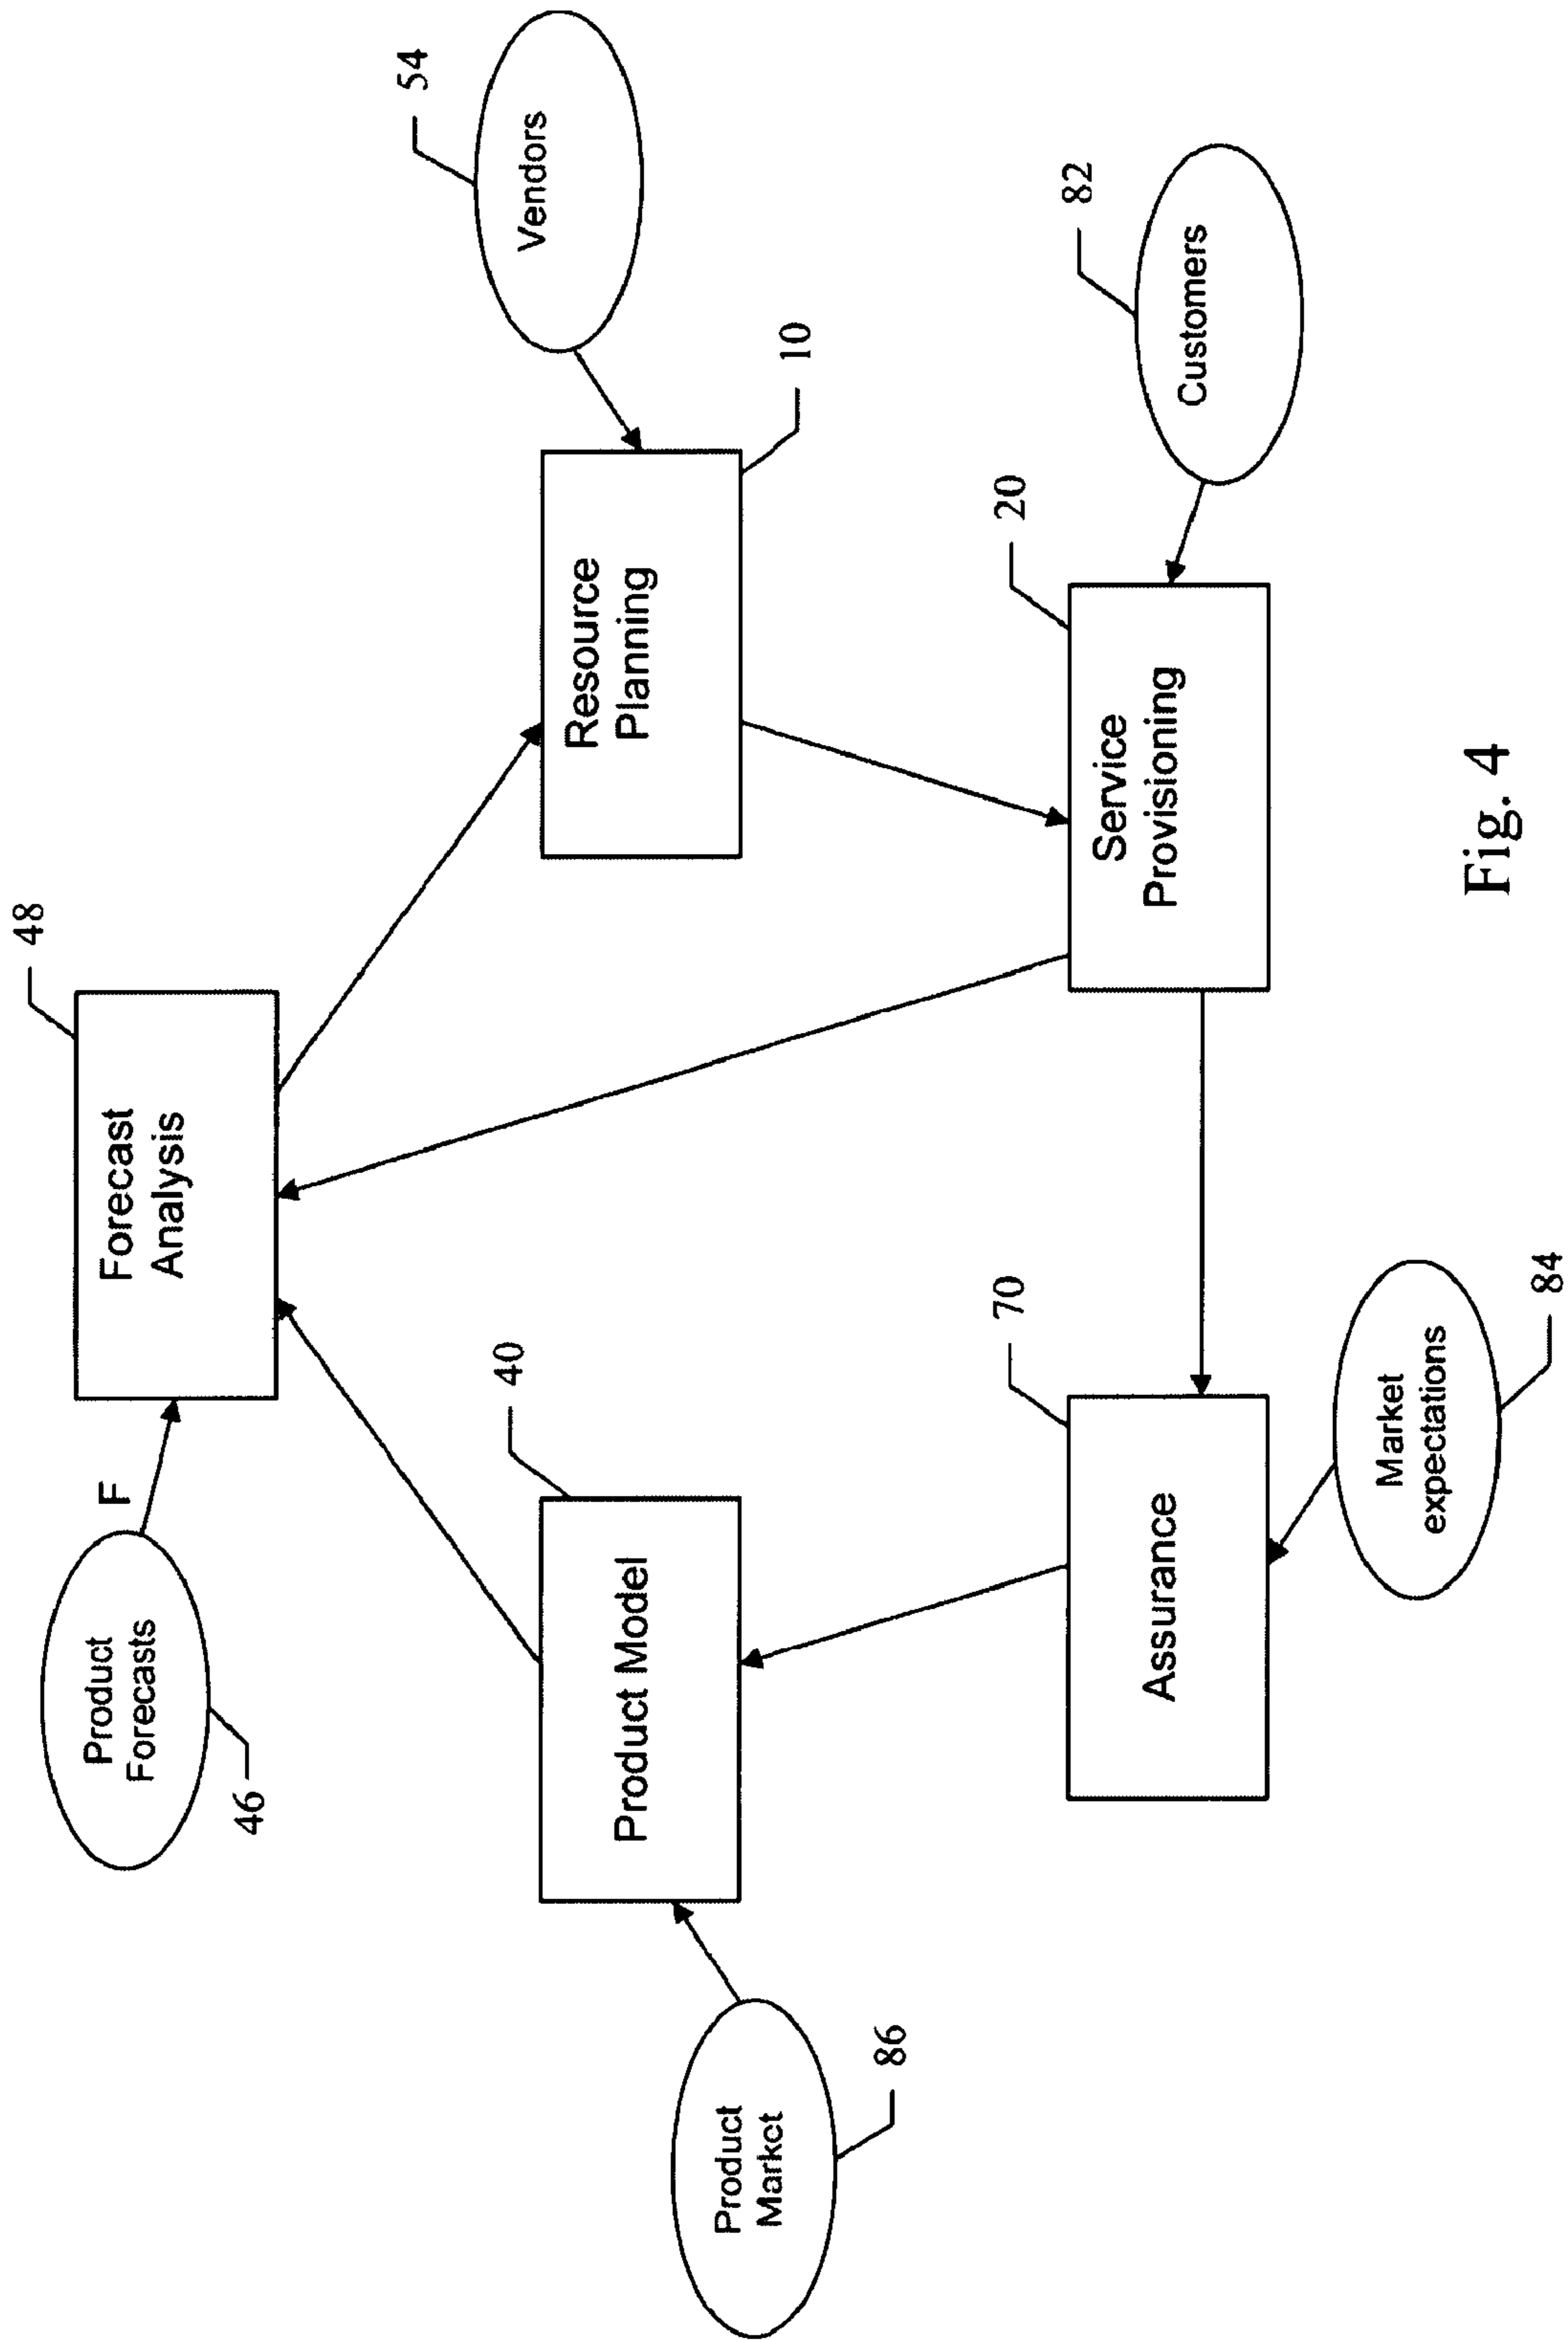 48
Product
Forecasts
F
Forecast
Analysis
46
54
Vendors
40
Product Model
Resource
Planning
10
Product
Market
86
70
Assurance
20
Service
Provisioning
82
Customers
Market
expectations
84
Fig. 4